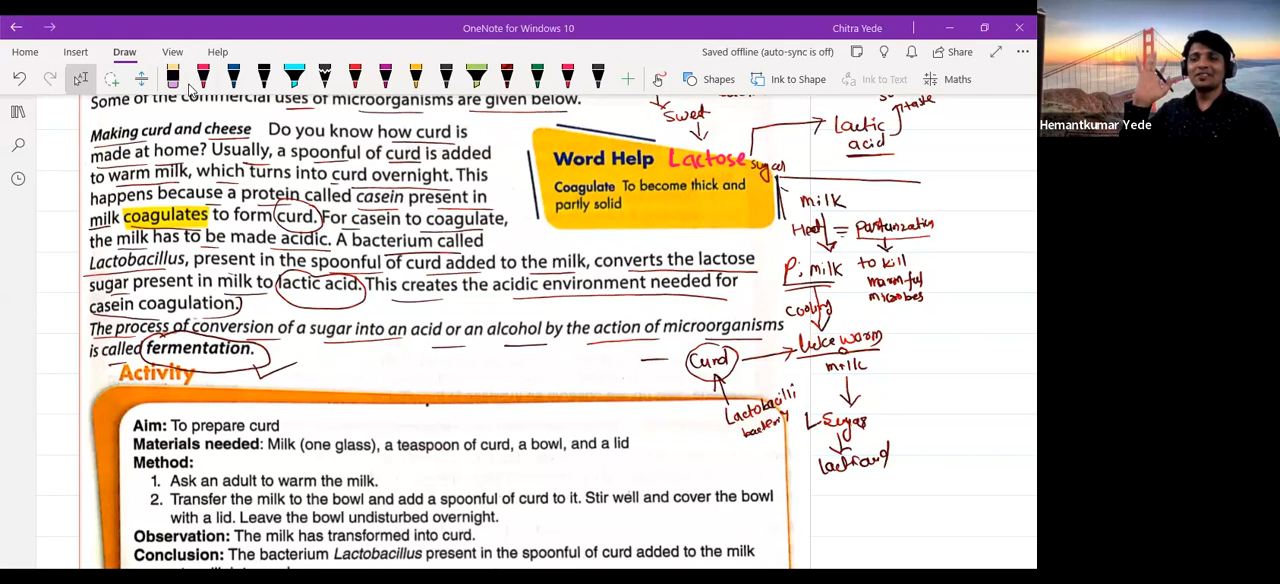 OneNote for Windows 10
Chitra Yede
Home Insert Draw View Help
Saved offline (auto-sync is off)
Share
Shapes
Ink to Shape
Ink to Text
Maths
Hemantkumar Yede
Some of the commercial uses of microorganisms are given below.
Making curd and cheese Do you know how curd is
made at home? Usually, a spoonful of curd is added
to warm milk, which turns into curd overnight. This
happens because a protein called casein present in
milk coagulates to form curd. For casein to coagulate,
the milk has to be made acidic. A bacterium called
Lactobacillus, present in the spoonful of curd added to the milk, converts the lactose
sugar present in milk to lactic acid. This creates the acidic environment needed for
casein coagulation.
The process of conversion of a sugar into an acid or an alcohol by the action of microorganisms
is called fermentation.
Word Help Lactose
sugar
Coagulate To become thick and
partly solid
Swet
Lactic
acid
taste
milk
Heat = pasturization
P. milk
to kill
harmful
microbes
cooling
luke worm
milk
Curd
Lactobacilli
bacteria
L Sugar
Activity
Aim: To prepare curd
Materials needed: Milk (one glass), a teaspoon of curd, a bowl, and a lid
Method:
1. Ask an adult to warm the milk.
2. Transfer the milk to the bowl and add a spoonful of curd to it. Stir well and cover the bowl
with a lid. Leave the bowl undisturbed overnight.
Observation: The milk has transformed into curd.
Conclusion: The bacterium Lactobacillus present in the spoonful of curd added to the milk